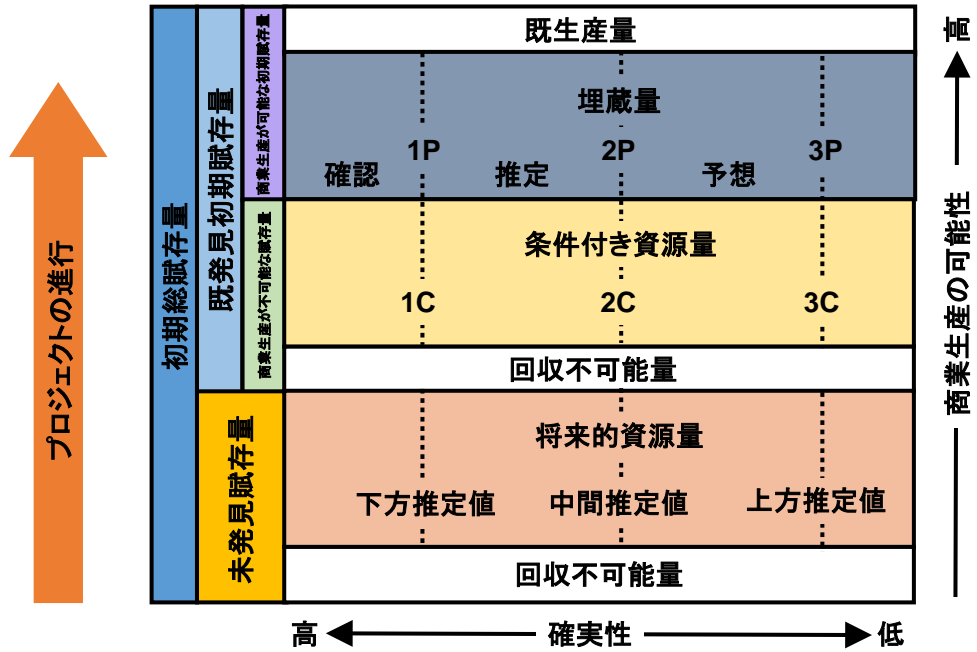 プロジェクトの進行
初期総賦存量
既発見初期賦存量
未発見賦存量
商業生産が可能な初期賦存量
商業生産が不可能な賦存量
既生産量
埋蔵量
1P 2P 3P
確認 推定 予想
条件付き資源量
1C 2C 3C
回収不可能量
将来的資源量
下方推定値 中間推定値 上方推定値
回収不可能量
高 確実性 低
高
商業生産の可能性